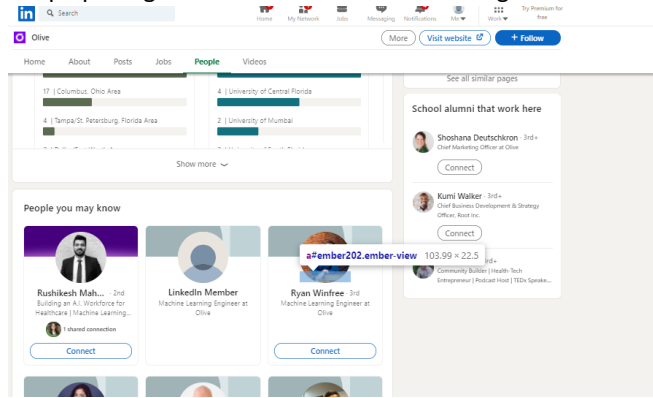 in
Search
Home
My Network
Jobs
Messaging
Notifications
Me
Work
Try Premium for
free
Olive
More
Visit website
+ Follow
Home
About
Posts
Jobs
People
Videos
17 | Columbus, Ohio Area
4 | Tampa/St. Petersburg, Florida Area
4 | University of Central Florida
2 | University of Mumbai
Show more
See all similar pages
School alumni that work here
Shoshana Deutschkron · 3rd+
Chief Marketing Officer at Olive
Connect
Kumi Walker · 3rd+
Chief Business Development & Strategy
Officer, Root Inc.
Connect
3rd+
Community Builder | Health-Tech
Entrepreneur | Podcast Host | TEDx Speake...
People you may know
Rushikesh Mah... · 2nd
Building an A.I. Workforce for
Healthcare | Machine Learning...
1 shared connection
Connect
LinkedIn Member
Machine Learning Engineer at
Olive
a#ember202.ember-view 103.99 × 22.5
Ryan Winfree · 3rd
Machine Learning Engineer at
Olive
Connect